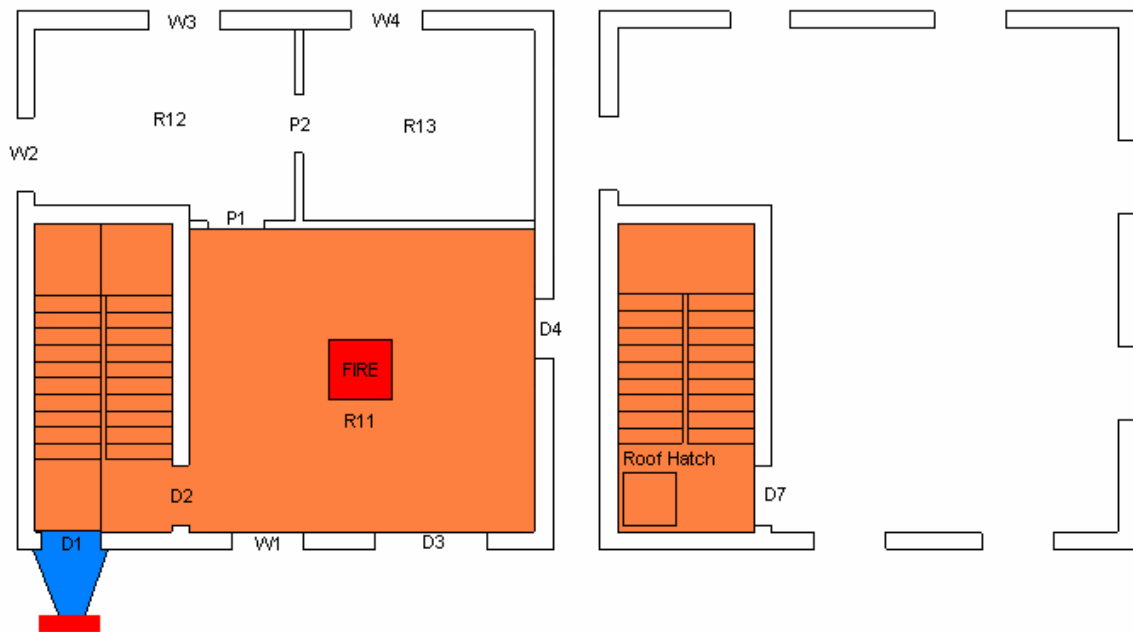 W3
W4
R12
P2
R13
W2
P1
D4
FIRE
R11
Roof Hatch
D2
D7
D1
W1
D3